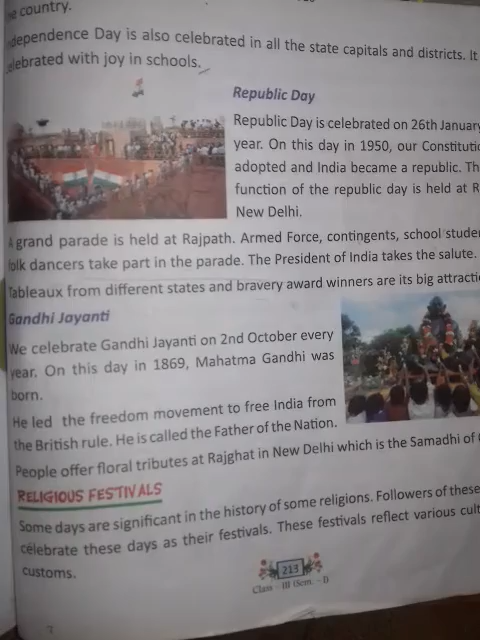 he country.
ndependence Day is also celebrated in all the state capitals and districts. It
elebrated with joy in schools.
Republic Day
Republic Day is celebrated on 26th January
year. On this day in 1950, our Constitutio
adopted and India became a republic. Th
function of the republic day is held at R
New Delhi.
A grand parade is held at Rajpath. Armed Force, contingents, school stude
folk dancers take part in the parade. The President of India takes the salute.
Tableaux from different states and bravery award winners are its big attracti
Gandhi Jayanti
We celebrate Gandhi Jayanti on 2nd October every
year. On this day in 1869, Mahatma Gandhi was
born.
He led the freedom movement to free India from
the British rule. He is called the Father of the Nation.
People offer floral tributes at Rajghat in New Delhi which is the Samadhi of
RELIGIOUS FESTIVALS
Some days are significant in the history of some religions. Followers of these
celebrate these days as their festivals. These festivals reflect various cult
customs.
213
Class - III (Sem. - I)